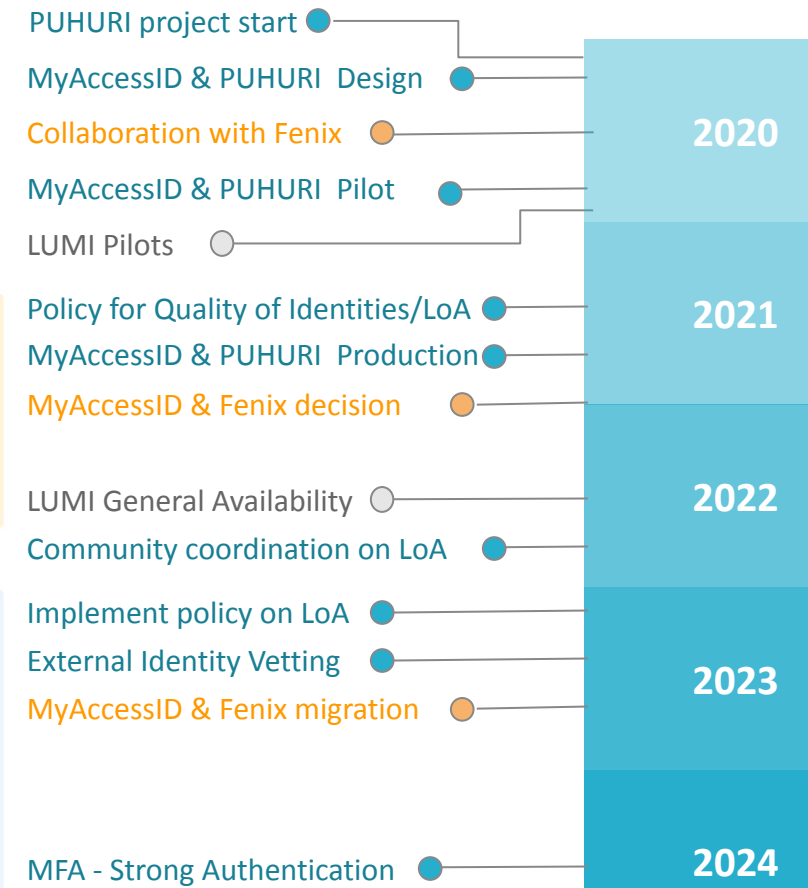 PUHURI project start
MyAccessID & PUHURI Design
Collaboration with Fenix
2020
MyAccessID & PUHURI Pilot
LUMI Pilots
Policy for Quality of Identities/LoA
2021
MyAccessID & PUHURI Production
MyAccessID & Fenix decision
LUMI General Availability
2022
Community coordination on LoA
Implement policy on LoA
External Identity Vetting
2023
MyAccessID & Fenix migration
MFA - Strong Authentication
2024